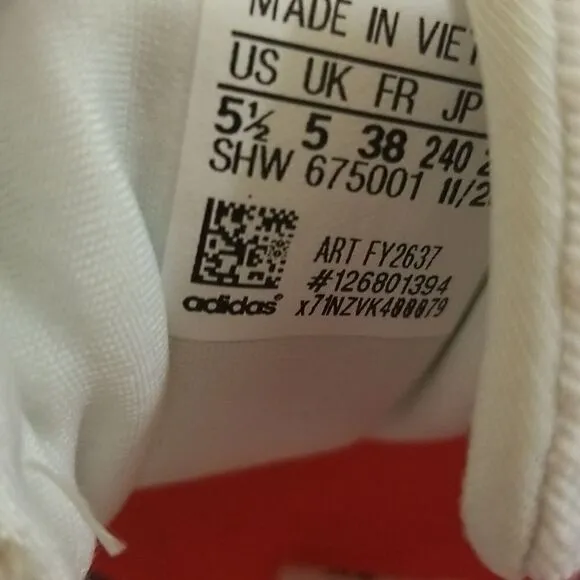 MADE IN VIET
US UK FR JP
5½ 5 38 240 2
SHW 675001 11/2
ART FY2637
#126801394
adidas® x71NZVK480079